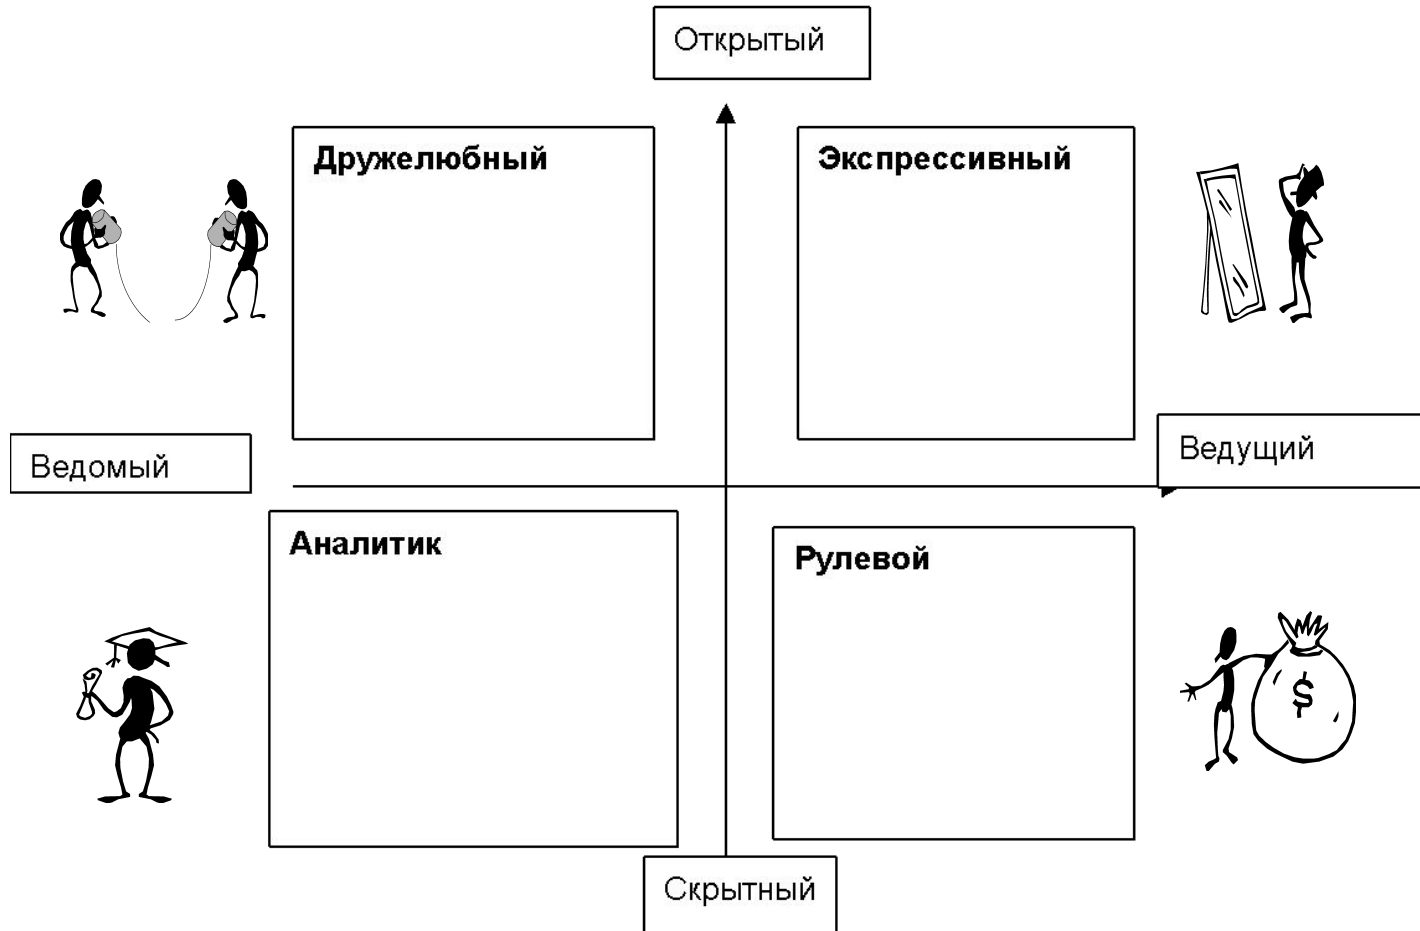 Открытый
Дружелюбный
Экспрессивный
Ведомый
Ведущий
Аналитик
Рулевой
$
Скрытный